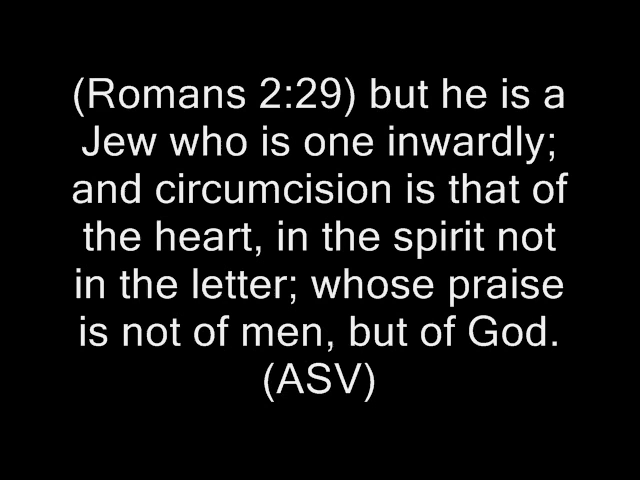 (Romans 2:29) but he is a
Jew who is one inwardly;
and circumcision is that of
the heart, in the spirit not
in the letter; whose praise
is not of men, but of God.
(ASV)